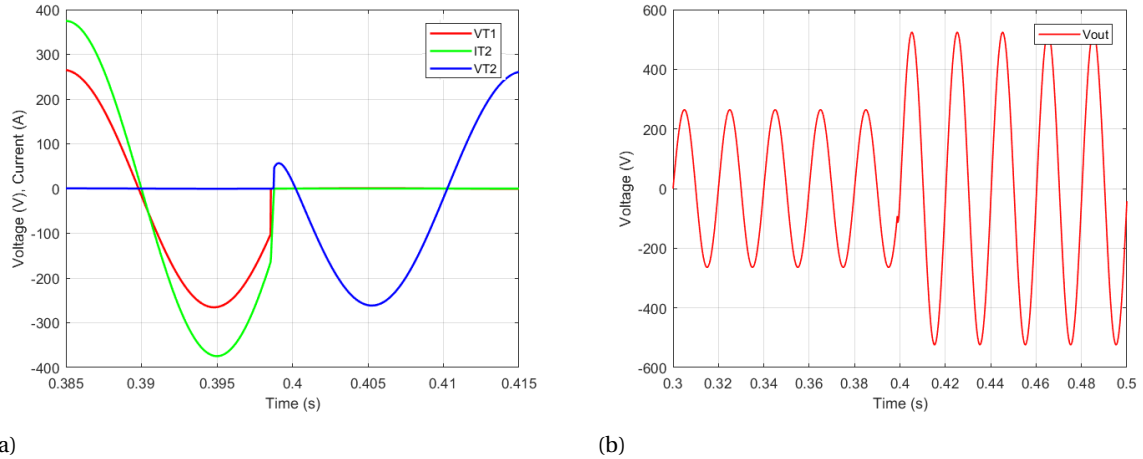 400
300
200
100
0
-100
-200
-300
-400
Voltage (V), Current (A)
VT1
IT2
VT2
0.385 0.39 0.395 0.4 0.405 0.41 0.415
Time (s)
a)
600
400
200
0
-200
-400
-600
Voltage (V)
Vout
0.3 0.32 0.34 0.36 0.38 0.4 0.42 0.44 0.46 0.48 0.5
Time (s)
(b)